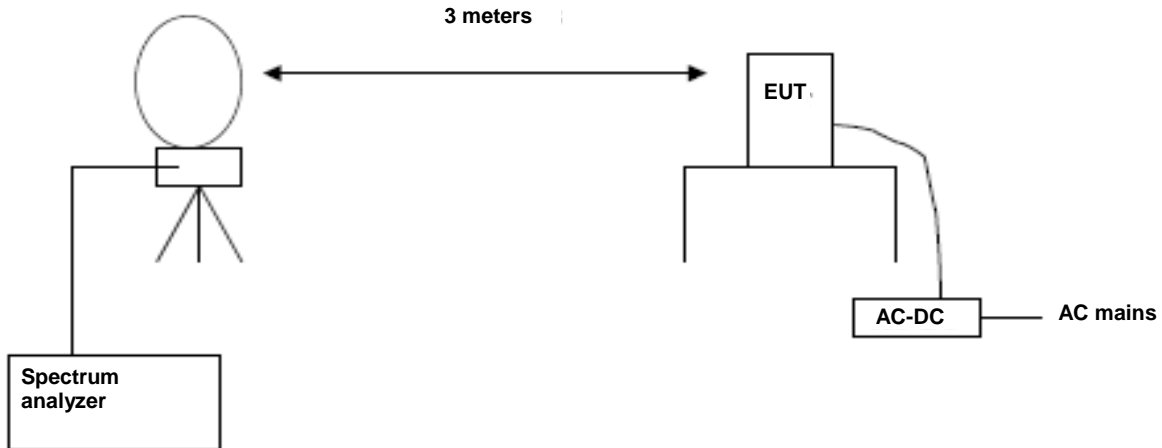 3 meters
EUT
AC-DC
AC mains
Spectrum
analyzer